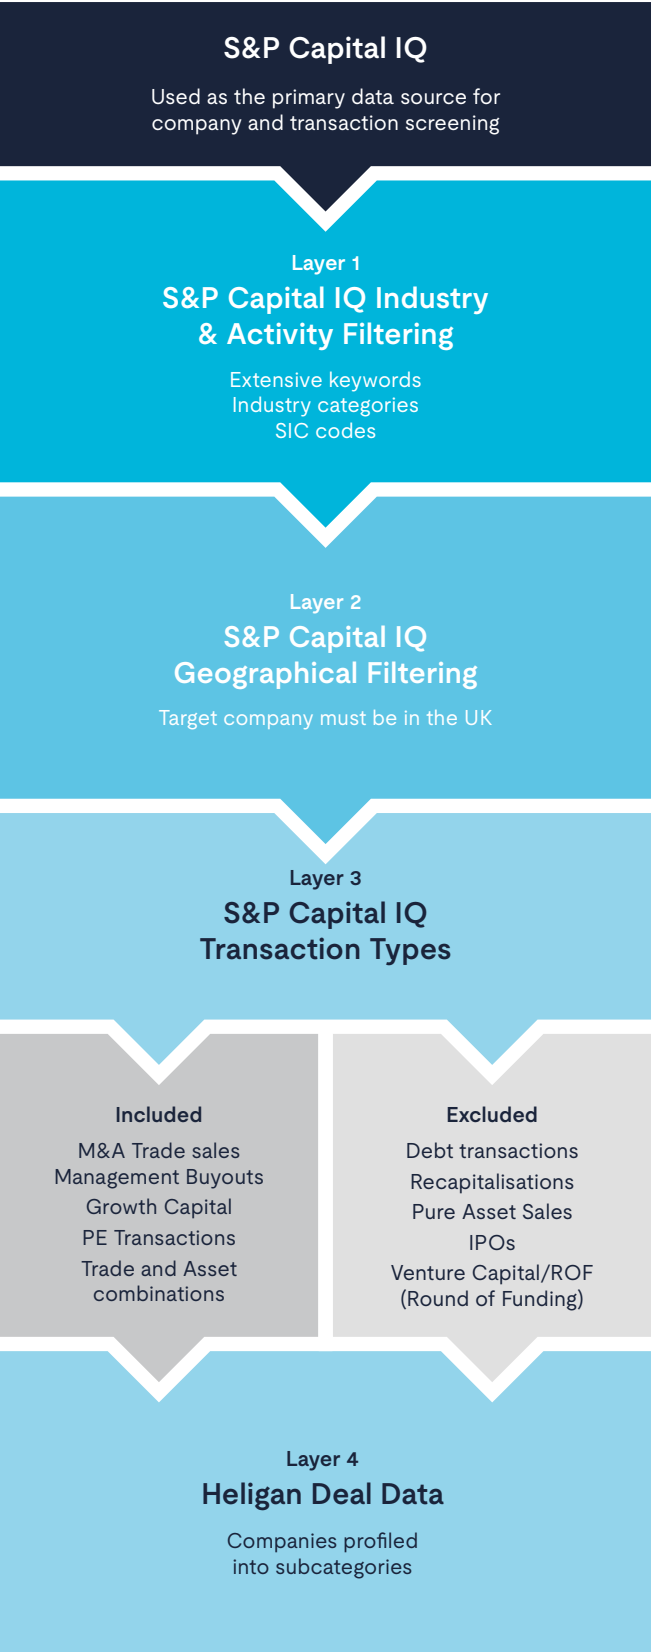 S&P Capital IQ
Used as the primary data source for
company and transaction screening
Layer 1
S&P Capital IQ Industry
& Activity Filtering
Extensive keywords
Industry categories
SIC codes
Layer 2
S&P Capital IQ
Geographical Filtering
Target company must be in the UK
Layer 3
S&P Capital IQ
Transaction Types
Included
M&A Trade sales
Management Buyouts
Growth Capital
PE Transactions
Trade and Asset
combinations
Excluded
Debt transactions
Recapitalisations
Pure Asset Sales
IPOs
Venture Capital/ROF
(Round of Funding)
Layer 4
Heligan Deal Data
Companies profiled
into subcategories